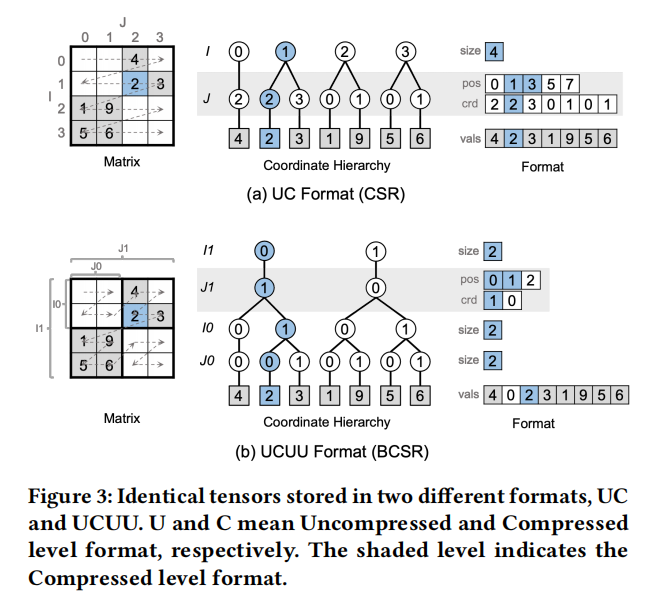 J
0 1 2 3
I
0 4
1 2 3
2 1 9
3 5 6
Matrix
I 0 1 2 3
J 2 2 3 0 1 0 1
4 2 3 1 9 5 6
Coordinate Hierarchy
size 4
pos 0 1 3 5 7
crd 2 2 3 0 1 0 1
vals 4 2 3 1 9 5 6
Format
(a) UC Format (CSR)
J1
J0
I1
I0
4
2 3
1 9
5 6
Matrix
I1 0 1
J1 1 0
I0 0 1 0 1
J0 0 0 1 0 1 0 1
4 2 3 1 9 5 6
Coordinate Hierarchy
size 2
pos 0 1 2
crd 1 0
size 2
size 2
vals 4 0 2 3 1 9 5 6
Format
(b) UCUU Format (BCSR)
Figure 3: Identical tensors stored in two different formats, UC
and UCUU. U and C mean Uncompressed and Compressed
level format, respectively. The shaded level indicates the
Compressed level format.